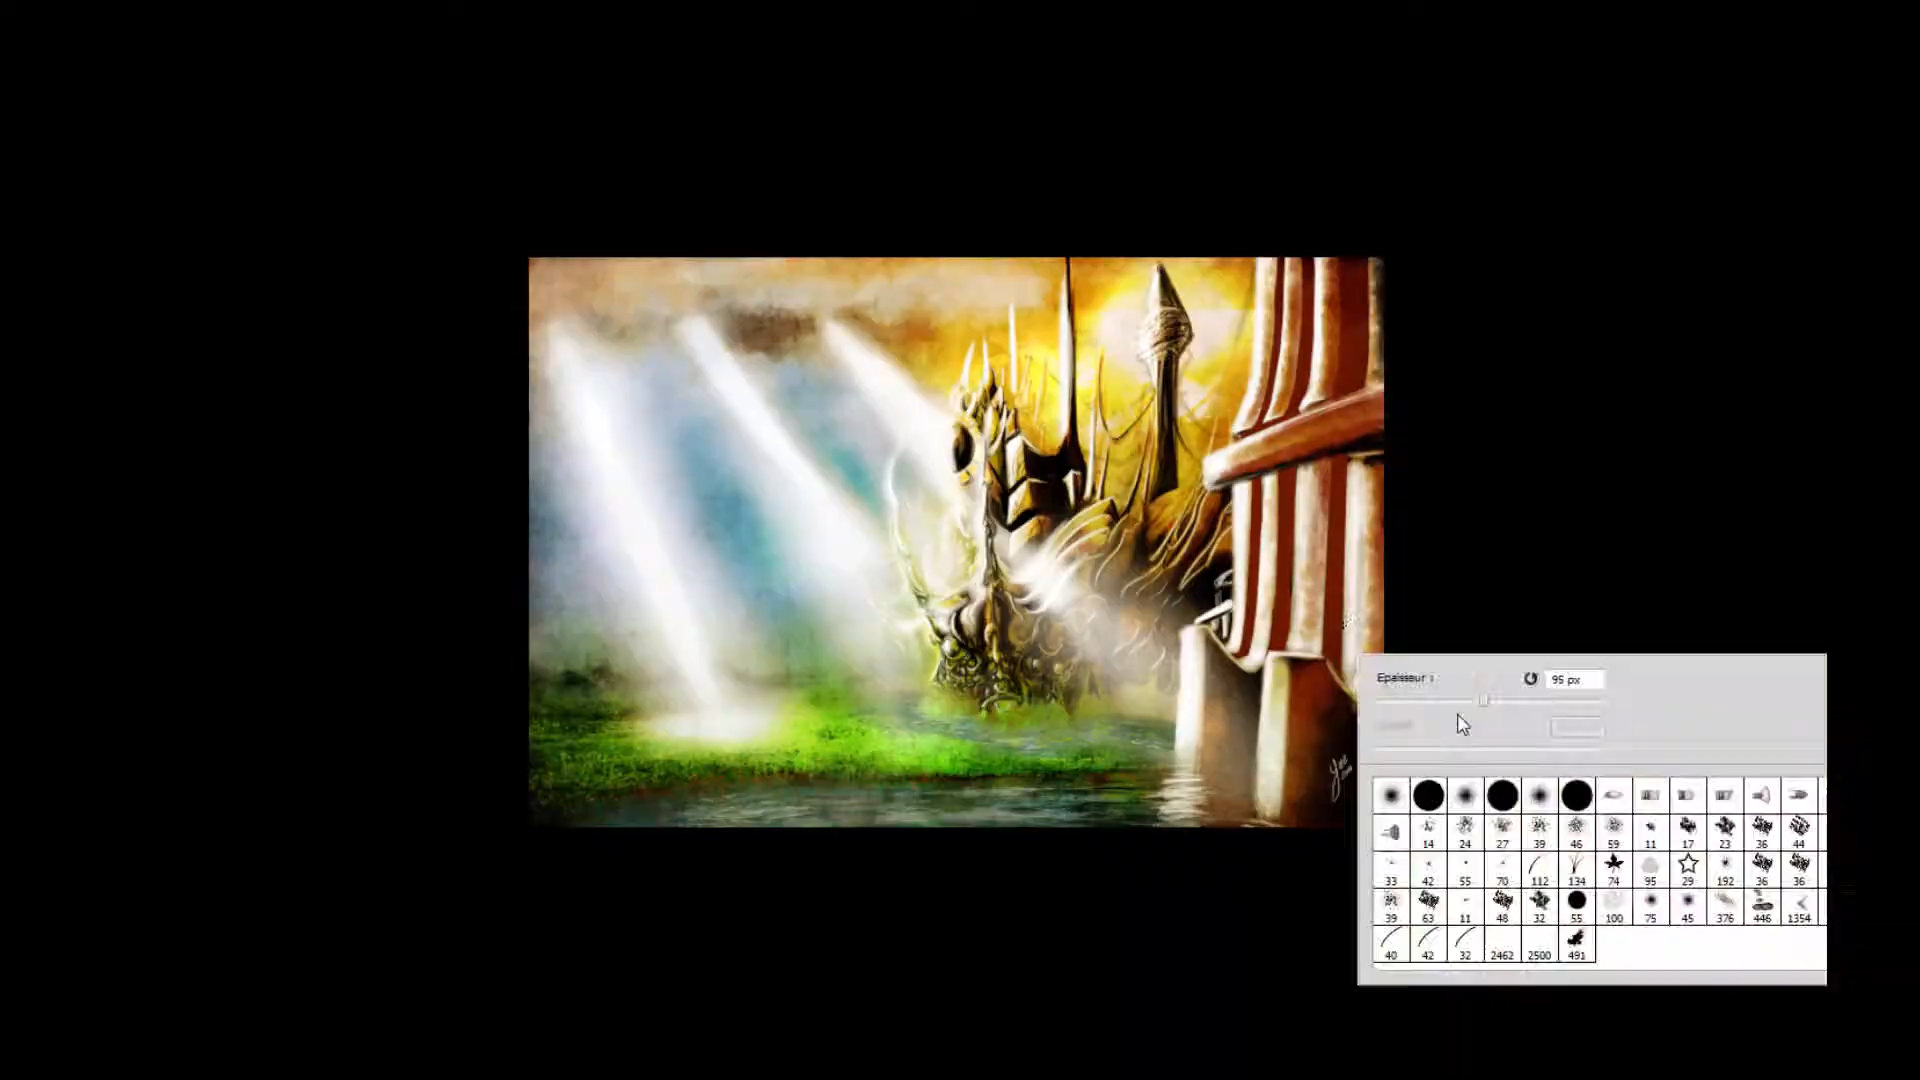 Epaisseur :
95 px
14 24 27 39 46 59 11 17 23 36 44
33 42 55 70 112 134 74 95 29 192 36 36
39 63 11 48 32 55 100 75 45 376 446 1354
40 42 32 2462 2500 491